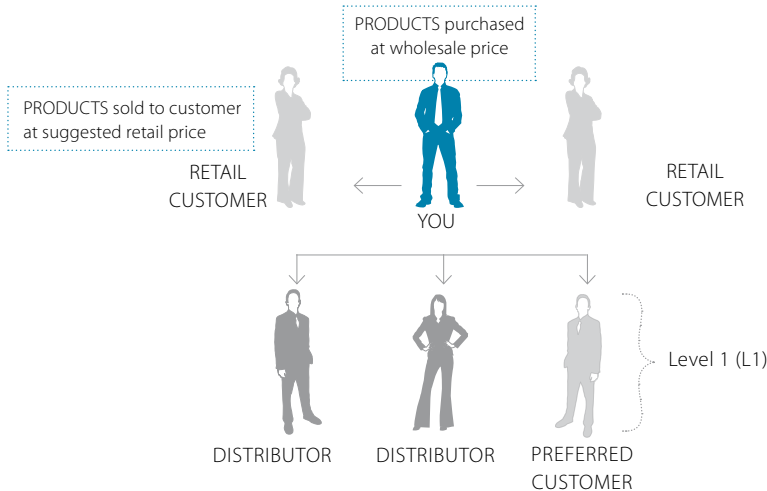 PRODUCTS purchased
at wholesale price
PRODUCTS sold to customer
at suggested retail price
RETAIL
CUSTOMER
YOU
RETAIL
CUSTOMER
Level 1 (L1)
DISTRIBUTOR
DISTRIBUTOR
PREFERRED
CUSTOMER